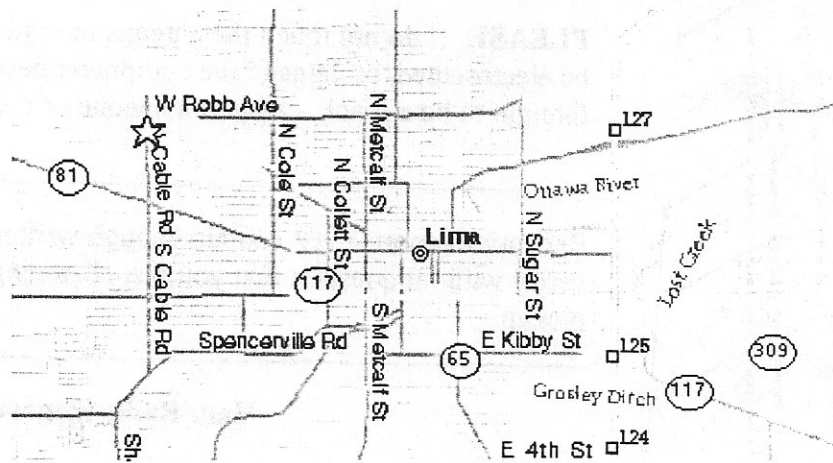 W Robb Ave
N Cable Rd
S Cable Rd
81
N Cole St
N Collett St
N Metcalf St
127
Ottawa River
Lima
N Sugar St
Lost Creek
117
Spencerville Rd
S Metcalf St
65
E Kibby St
125
309
Grosley Ditch
117
E 4th St
124
Sh.